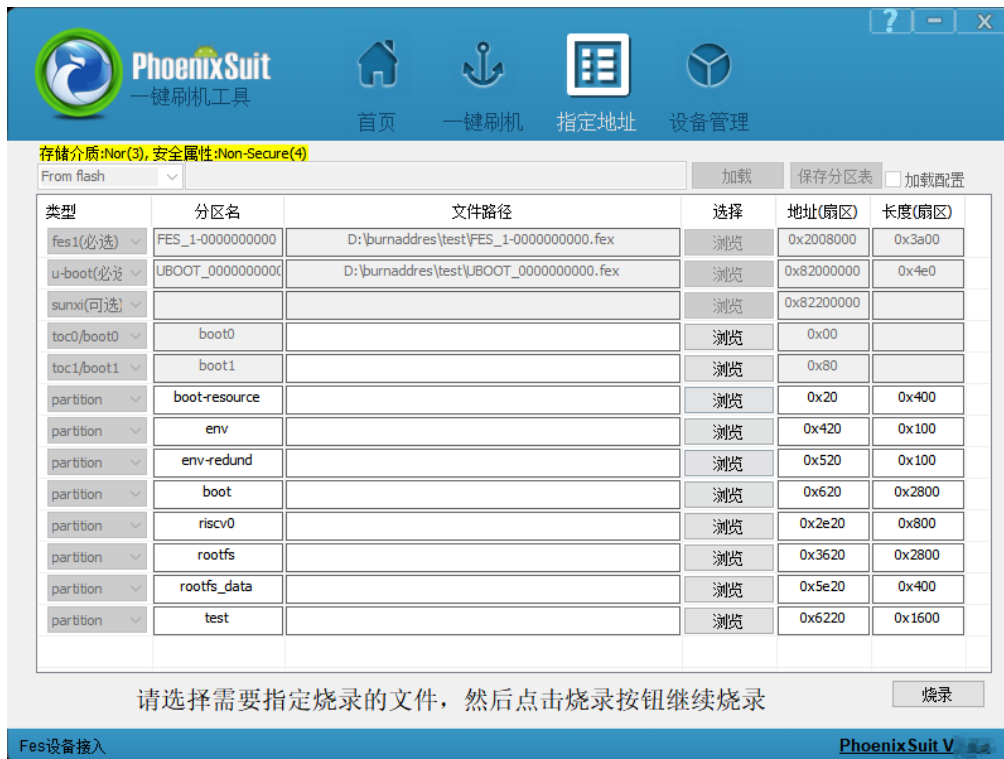 ? - X
PhoenixSuit
一键刷机工具
首页 一键刷机 指定地址 设备管理
存储介质:Nor(3), 安全属性:Non-Secure(4)
From flash 加载 保存分区表 加载配置
类型 分区名 文件路径 选择 地址(扇区) 长度(扇区)
fes1(必选) FES_1-0000000000 D:\burnaddres\test\FES_1-0000000000.fex 浏览 0x2008000 0x3a00
u-boot(必选 UBOOT_0000000000 D:\burnaddres\test\UBOOT_0000000000.fex 浏览 0x82000000 0x4e0
sunxi(可选) 浏览 0x82200000
toc0/boot0 boot0 浏览 0x00
toc1/boot1 boot1 浏览 0x80
partition boot-resource 浏览 0x20 0x400
partition env 浏览 0x420 0x100
partition env-redund 浏览 0x520 0x100
partition boot 浏览 0x620 0x2800
partition riscv0 浏览 0x2e20 0x800
partition rootfs 浏览 0x3620 0x2800
partition rootfs_data 浏览 0x5e20 0x400
partition test 浏览 0x6220 0x1600
请选择需要指定烧录的文件，然后点击烧录按钮继续烧录 烧录
Fes设备接入 PhoenixSuit V